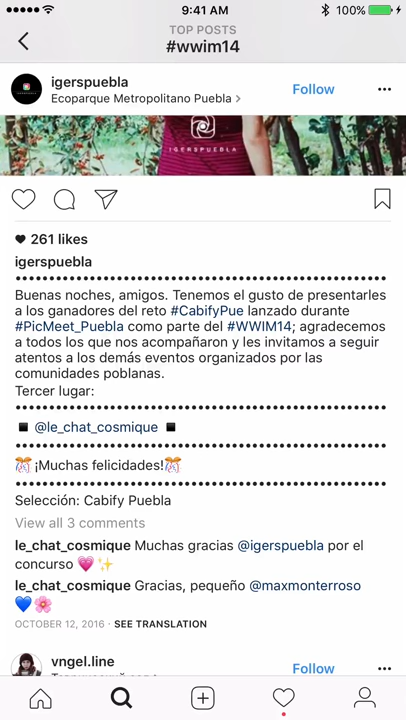 9:41 AM
100%
TOP POSTS
#wwim14
igerspuebla
Follow
Ecoparque Metropolitano Puebla
IGERSPUEBLA
261 likes
igerspuebla
Buenas noches, amigos. Tenemos el gusto de presentarles
a los ganadores del reto #CabifyPue lanzado durante
#PicMeet_Puebla como parte del #WWIM14; agradecemos
a todos los que nos acompañaron y les invitamos a seguir
atentos a los demás eventos organizados por las
comunidades poblanas.
Tercer lugar:
@le_chat_cosmique
¡Muchas felicidades!
Selección: Cabify Puebla
View all 3 comments
le_chat_cosmique Muchas gracias @igerspuebla por el
concurso 💗✨
le_chat_cosmique Gracias, pequeño @maxmonterroso
💙🌸
OCTOBER 12, 2016 · SEE TRANSLATION
vngel.line
Follow